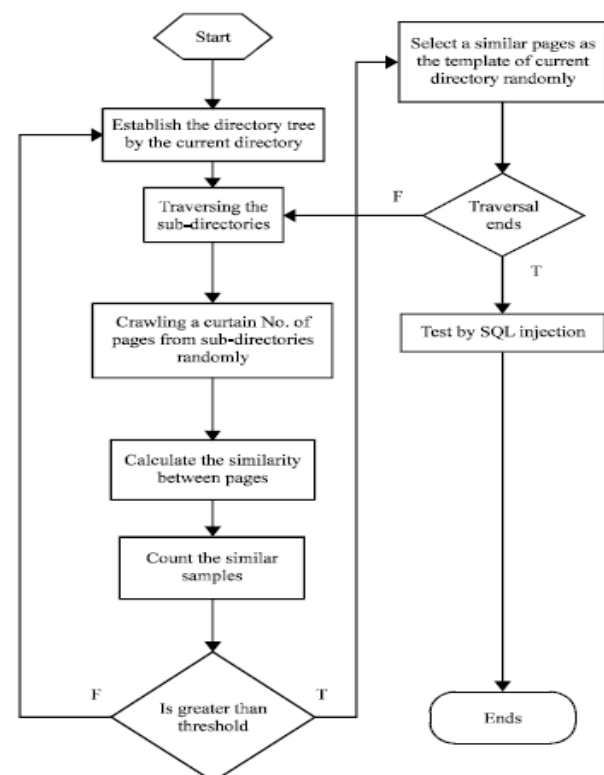 Start
Establish the directory tree
by the current directory
Traversing the
sub-directories
Crawling a curtain No. of
pages from sub-directories
randomly
Calculate the similarity
between pages
Count the similar
samples
F
Is greater than
threshold
T
Select a similar pages as
the template of current
directory randomly
F
Traversal
ends
T
Test by SQL injection
Ends